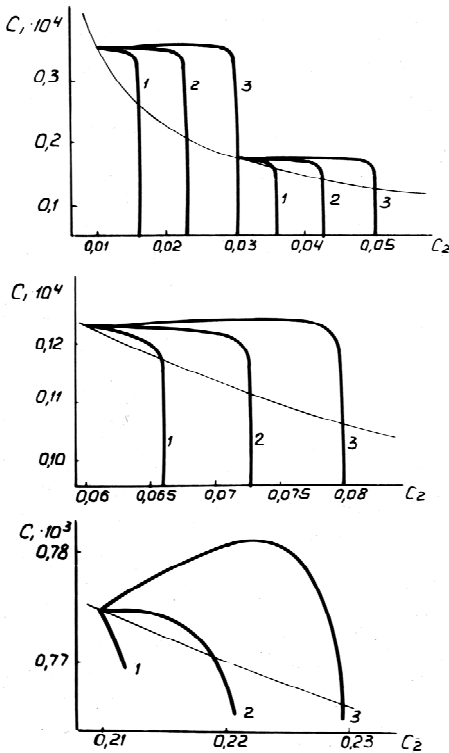 C, ·10⁴
0,3
0,2
0,1
1 2 3
1 2 3
0,01 0,02 0,03 0,04 0,05 C₂
C, 10⁴
0,12
0,11
0,10
1 2 3
0,06 0,065 0,07 0,075 0,08 C₂
C, ·10³
0,78
0,77
1 2 3
0,21 0,22 0,23 C₂